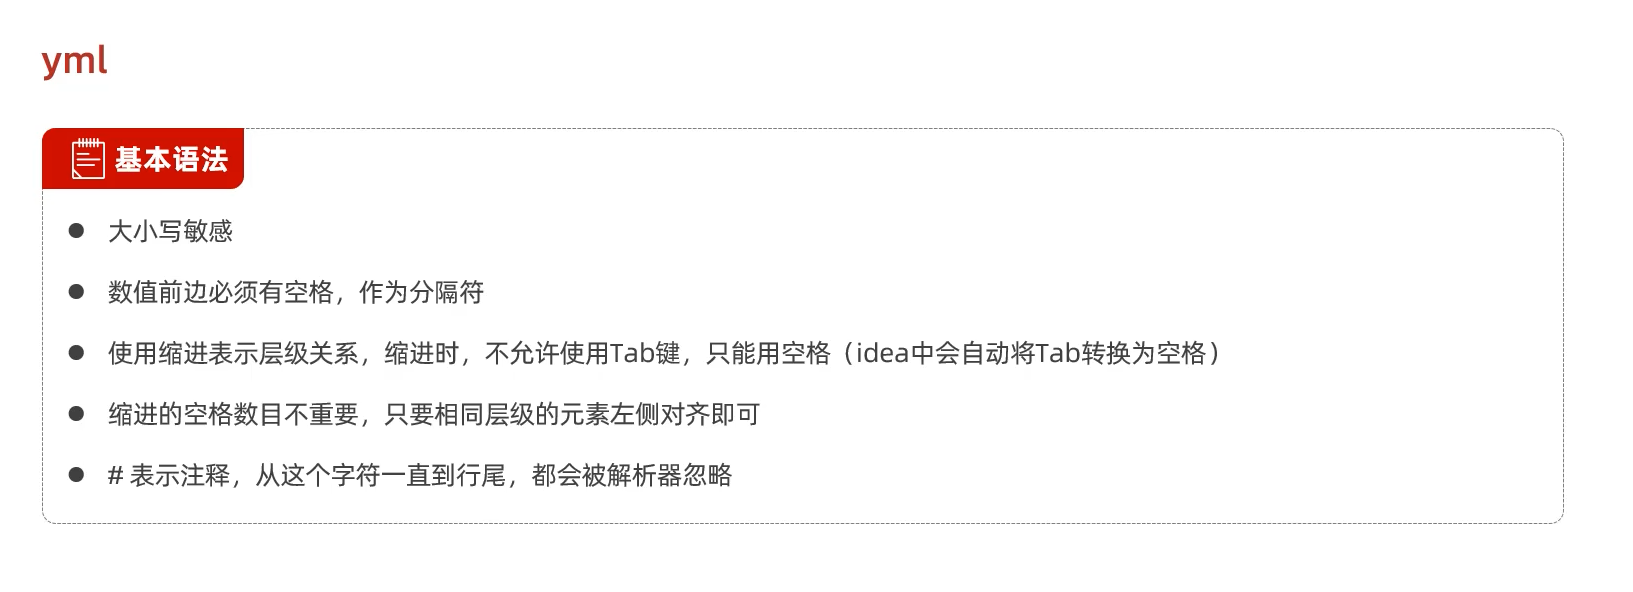 yml
基本语法
● 大小写敏感
● 数值前边必须有空格，作为分隔符
● 使用缩进表示层级关系，缩进时，不允许使用Tab键，只能用空格（idea中会自动将Tab转换为空格）
● 缩进的空格数目不重要，只要相同层级的元素左侧对齐即可
● # 表示注释，从这个字符一直到行尾，都会被解析器忽略